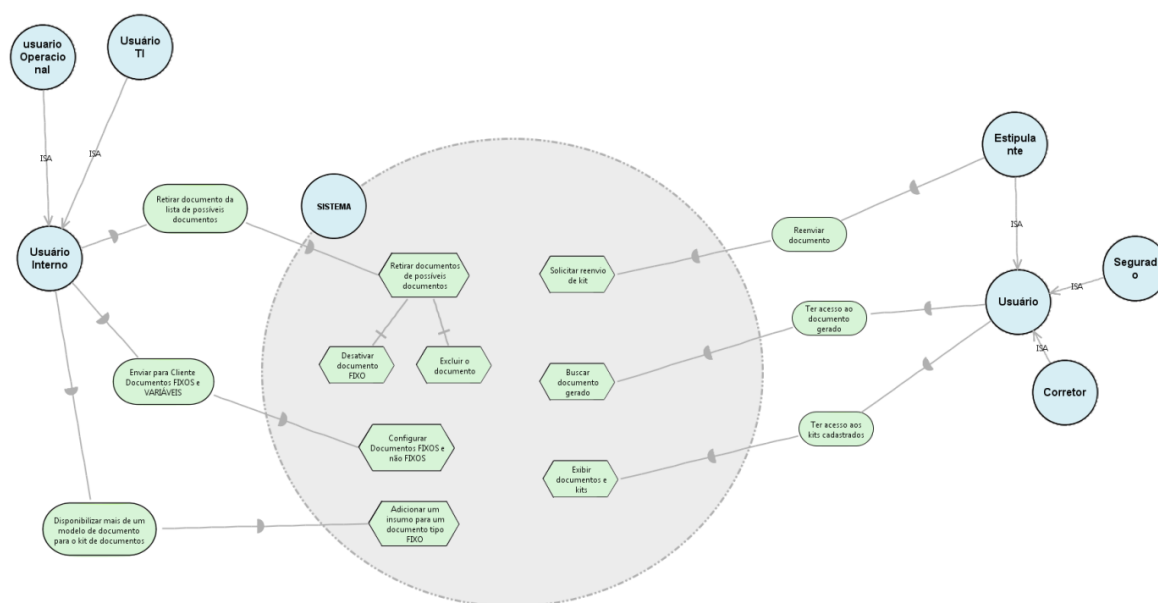 usuario
Operacio
nal
Usuário
TI
ISA
ISA
Usuário
Interno
Retirar documento da
lista de possíveis
documentos
Enviar para Cliente
Documentos FIXOS e
VARIÁVEIS
Disponibilizar mais de um
modelo de documento
para o kit de documentos
SISTEMA
Retirar documentos
de possíveis
documentos
Desativar
documento
FIXO
Excluir o
documento
Configurar
Documentos FIXOS e
não FIXOS
Adicionar um
insumo para um
documento tipo
FIXO
Solicitar reenvio
de kit
Buscar
documento
gerado
Exibir
documentos e
kits
Reenviar
documento
Ter acesso ao
documento
gerado
Ter acesso aos
kits cadastrados
Estipula
nte
ISA
Usuário
ISA
Segurad
o
ISA
Corretor